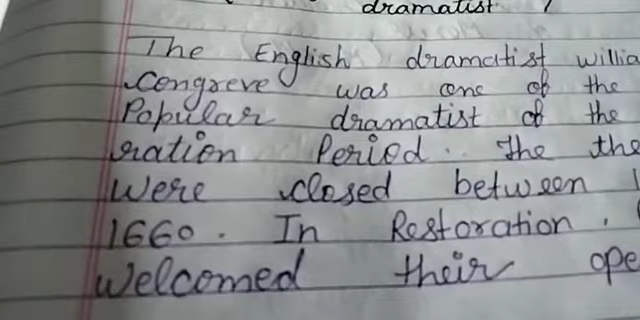 dramatist
The English dramatist willia
Congreve was one of the
Popular dramatist of the
ration Period. The the
Were closed between 1
1660. In Restoration.
Welcomed their ope